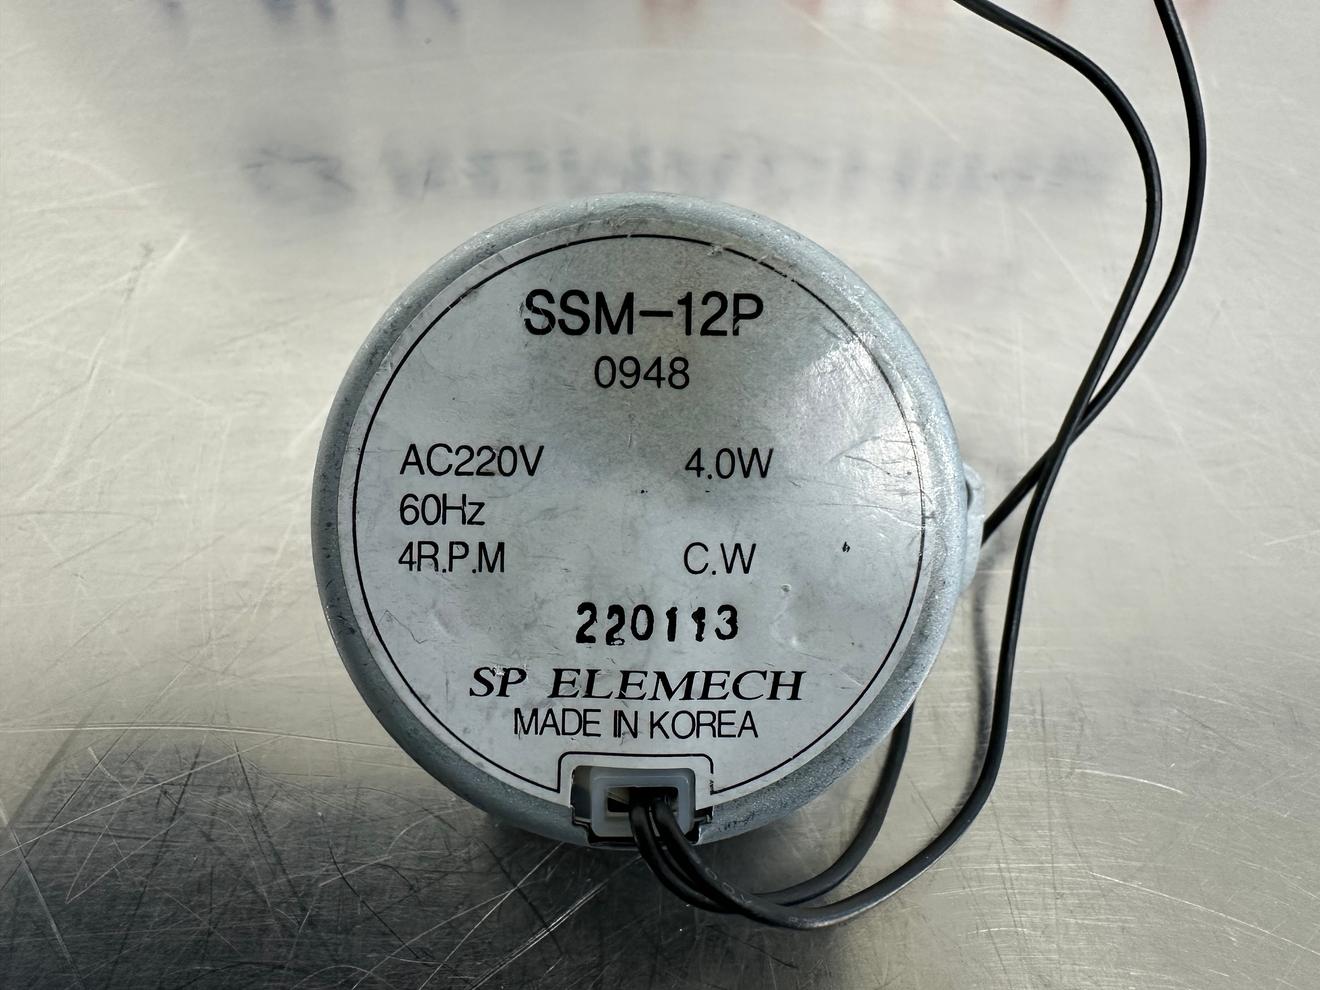 SSM-12P
0948
AC220V 4.0W
60Hz
4R.P.M C.W
220113
SP ELEMECH
MADE IN KOREA